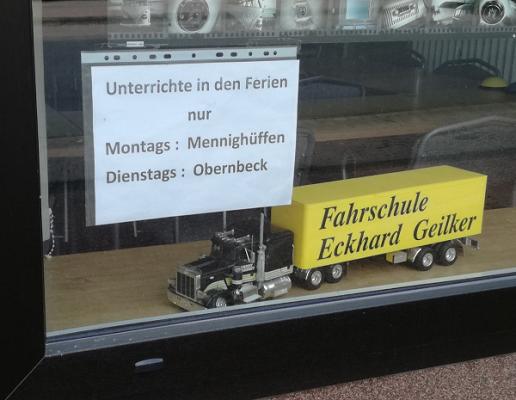 Unterrichte in den Ferien
nur
Montags : Mennighüffen
Dienstags : Obernbeck
Fahrschule
Eckhard Geilker